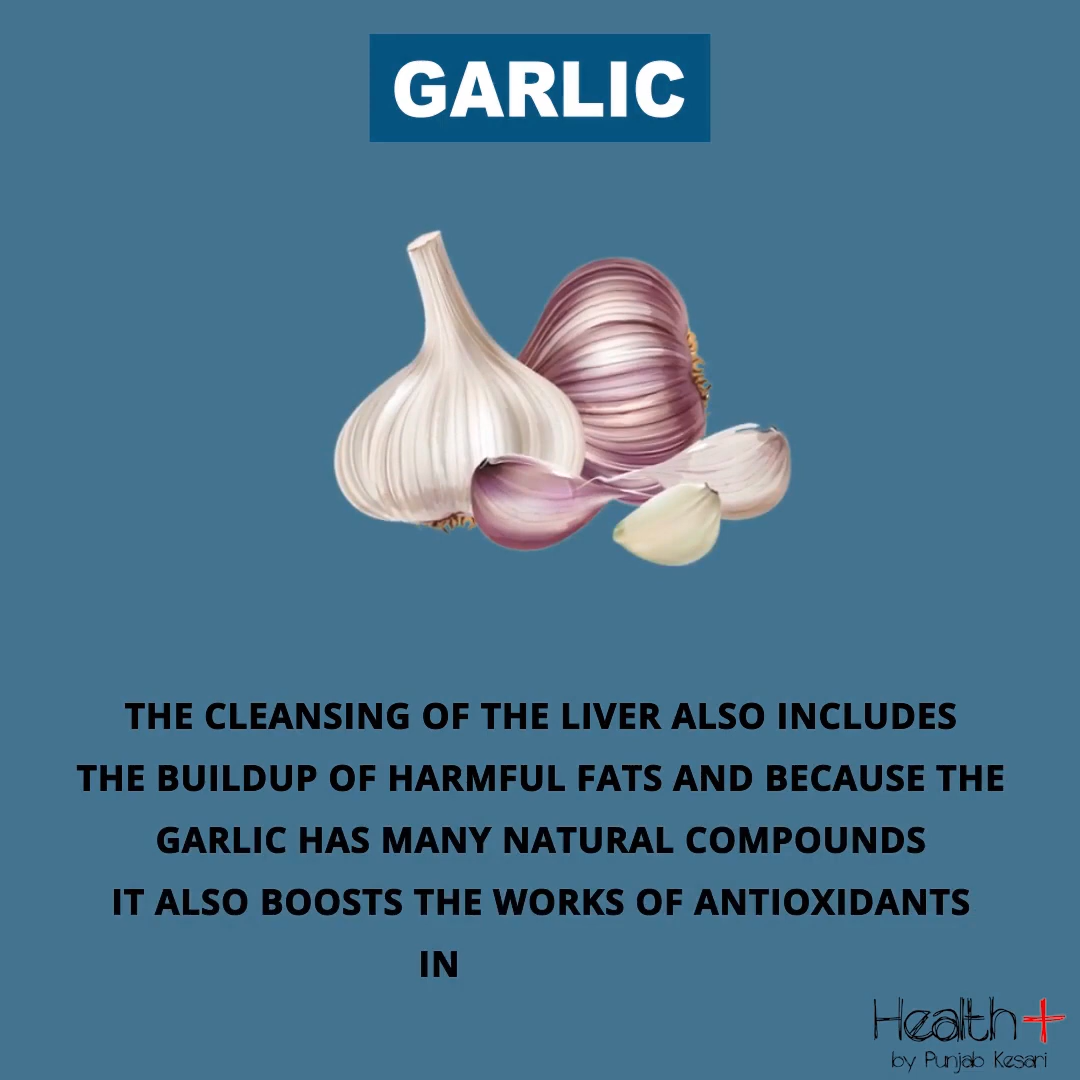 GARLIC
THE CLEANSING OF THE LIVER ALSO INCLUDES
THE BUILDUP OF HARMFUL FATS AND BECAUSE THE
GARLIC HAS MANY NATURAL COMPOUNDS
IT ALSO BOOSTS THE WORKS OF ANTIOXIDANTS
IN
Health+
by Punjab Kesari